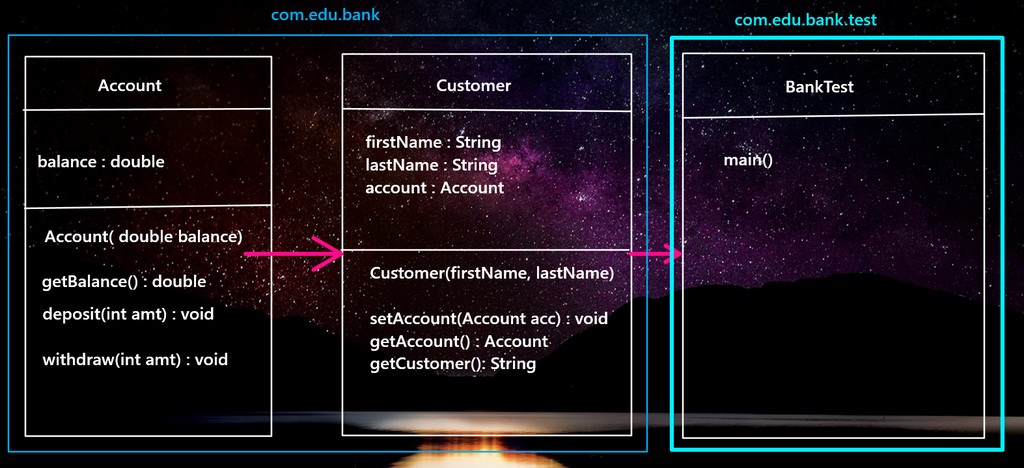 com.edu.bank
Account
balance : double
Account( double balance)
getBalance() : double
deposit(int amt) : void
withdraw(int amt) : void
Customer
firstName : String
lastName : String
account : Account
Customer(firstName, lastName)
setAccount(Account acc) : void
getAccount() : Account
getCustomer(): String
com.edu.bank.test
BankTest
main()